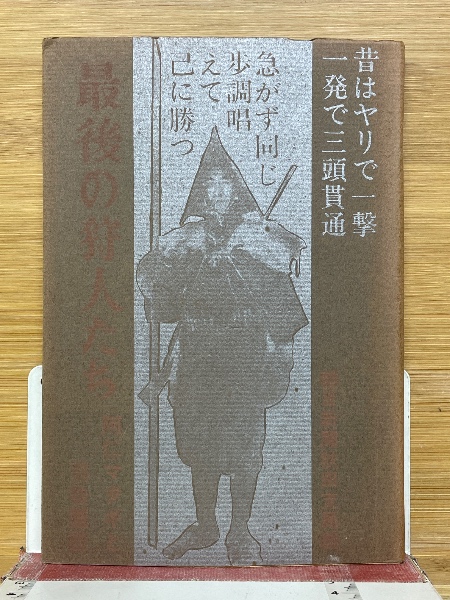 昔はヤリで一撃
一発で三頭貫通
急がず同じ
歩調唱
えて
己に勝つ
最後の狩人たち